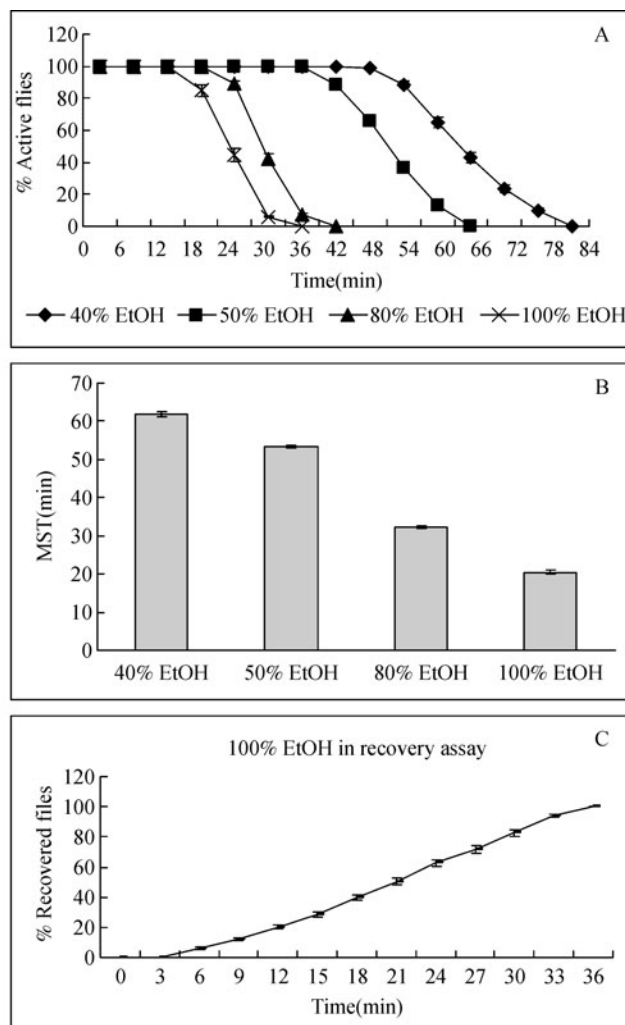 A
120
100
80
60
40
20
0
% Active flies
0 6 12 18 24 30 36 42 48 54 60 66 72 78 84
Time(min)
40% EtOH 50% EtOH 80% EtOH 100% EtOH
B
70
60
50
40
30
20
10
0
MST(min)
40% EtOH 50% EtOH 80% EtOH 100% EtOH
C
100% EtOH in recovery assay
120
100
80
60
40
20
0
% Recovered files
0 3 6 9 12 15 18 21 24 27 30 33 36
Time(min)